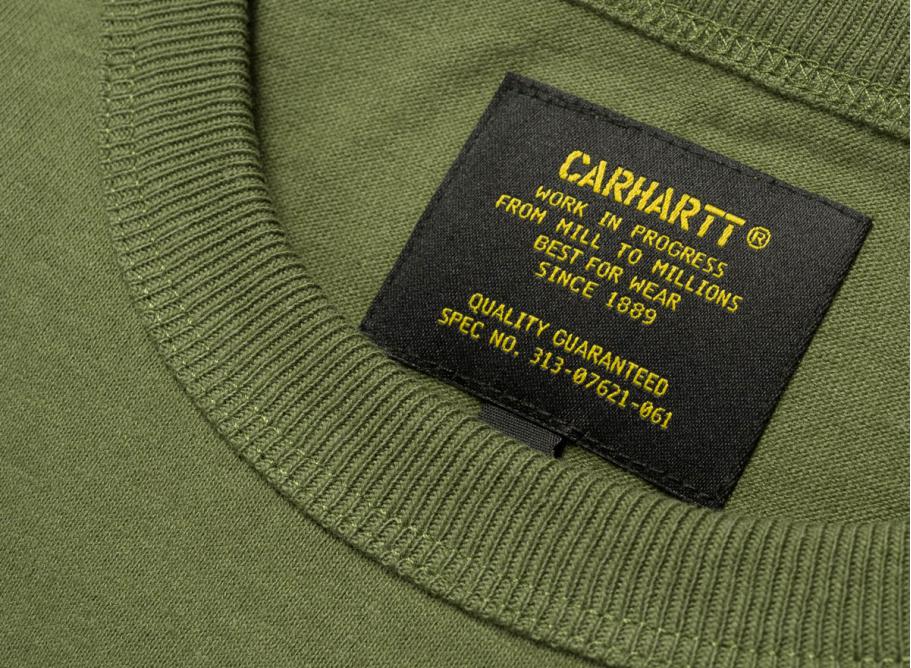 CARHARTT®
WORK IN PROGRESS
FROM MILL TO MILLIONS
BEST FOR WEAR
SINCE 1889
QUALITY GUARANTEED
SPEC NO. 313-07621-061